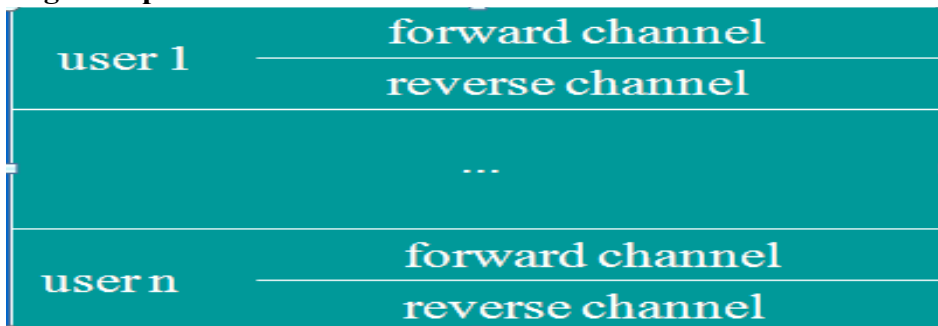 user 1
forward channel
reverse channel
...
user n
forward channel
reverse channel